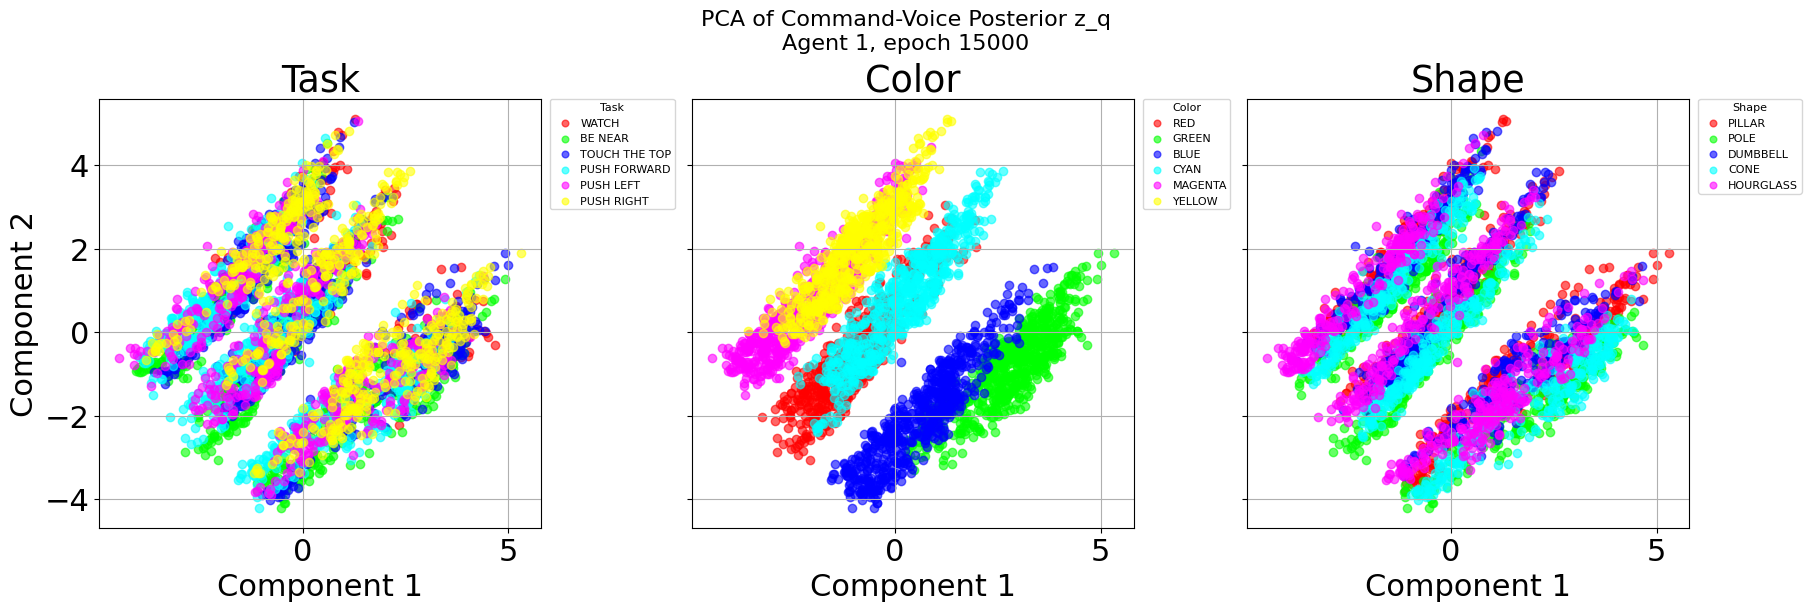 PCA of Command-Voice Posterior z_q
Agent 1, epoch 15000
Task
Color
Shape
Component 2
4
2
0
−2
−4
0
5
Component 1
Task
WATCH
BE NEAR
TOUCH THE TOP
PUSH FORWARD
PUSH LEFT
PUSH RIGHT
0
5
Component 1
Color
RED
GREEN
BLUE
CYAN
MAGENTA
YELLOW
0
5
Component 1
Shape
PILLAR
POLE
DUMBBELL
CONE
HOURGLASS